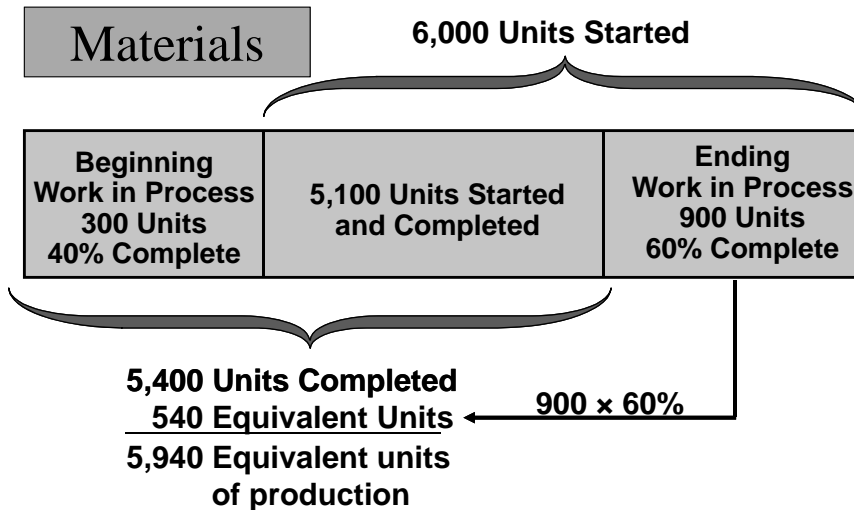 Materials
6,000 Units Started
Beginning
Work in Process
300 Units
40% Complete
5,100 Units Started
and Completed
Ending
Work in Process
900 Units
60% Complete
5,400 Units Completed
540 Equivalent Units
900 × 60%
5,940 Equivalent units
of production